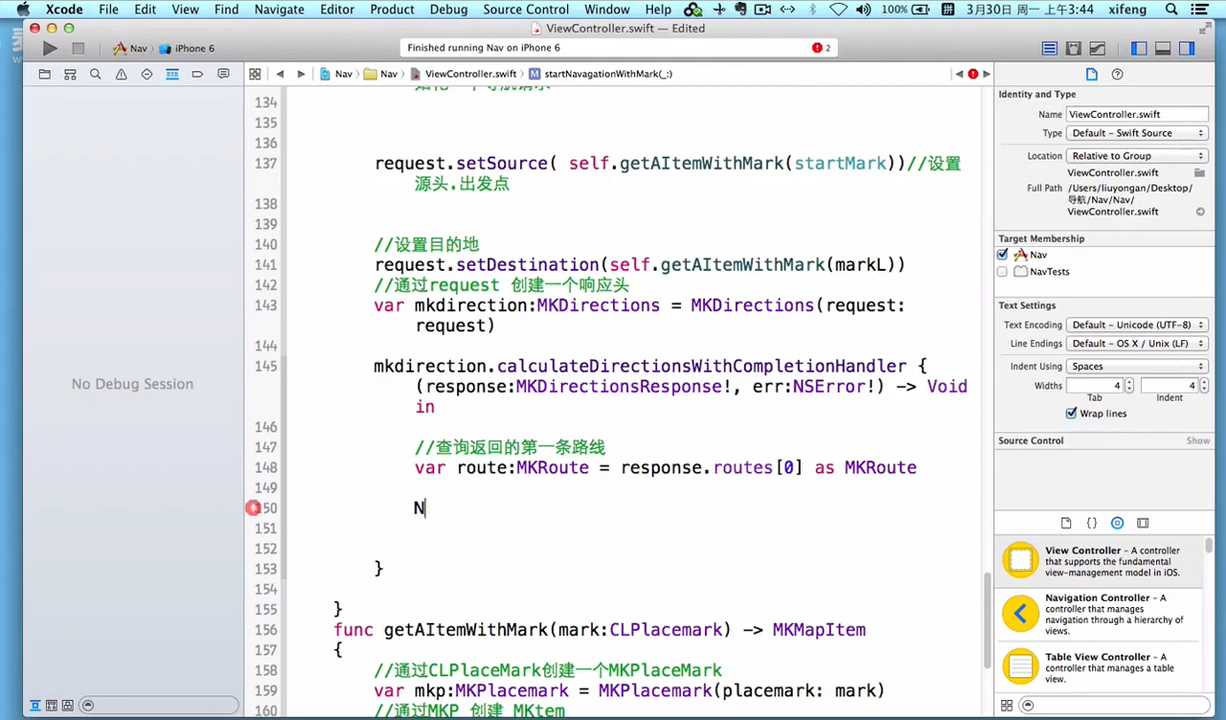 Xcode File Edit View Find Navigate Editor Product Debug Source Control Window Help 100% 3月30日 周一 上午3:44 xifeng
ViewController.swift — Edited
Nav iPhone 6 Finished running Nav on iPhone 6 2
Nav Nav ViewController.swift startNavagationWithMark(_:)
134
135
136
137 request.setSource( self.getAItemWithMark(startMark))//设置
源头.出发点
138
139
140 //设置目的地
141 request.setDestination(self.getAItemWithMark(markL))
142 //通过request 创建一个响应头
143 var mkdirection:MKDirections = MKDirections(request:
request)
144
145 mkdirection.calculateDirectionsWithCompletionHandler {
(response:MKDirectionsResponse!, err:NSError!) -> Void
in
146
147 //查询返回的第一条路线
148 var route:MKRoute = response.routes[0] as MKRoute
149
150 N
151
152
153 }
154
155 }
156 func getAItemWithMark(mark:CLPlacemark) -> MKMapItem
157 {
158 //通过CLPlaceMark创建一个MKPlaceMark
159 var mkp:MKPlacemark = MKPlacemark(placemark: mark)
160 //通过MKP 创建 MKtem
No Debug Session
Identity and Type
Name ViewController.swift
Type Default - Swift Source
Location Relative to Group
ViewController.swift
Full Path /Users/liuyongan/Desktop/
导航/Nav/Nav/
ViewController.swift
Target Membership
Nav
NavTests
Text Settings
Text Encoding Default - Unicode (UTF-8)
Line Endings Default - OS X / Unix (LF)
Indent Using Spaces
Widths 4 4
Tab Indent
Wrap lines
Source Control Show
View Controller - A controller
that supports the fundamental
view-management model in iOS.
Navigation Controller - A
controller that manages
navigation through a hierarchy of
views.
Table View Controller - A
controller that manages a table
view.